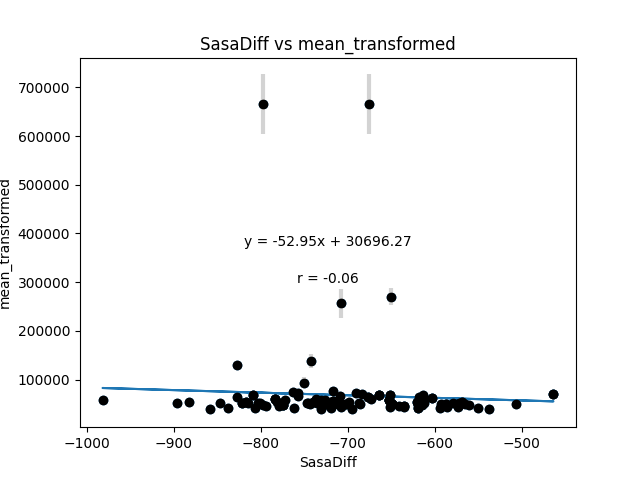 SasaDiff vs mean_transformed
mean_transformed
700000
600000
500000
400000
300000
200000
100000
y = -52.95x + 30696.27
r = -0.06
−1000
−900
−800
−700
−600
−500
SasaDiff